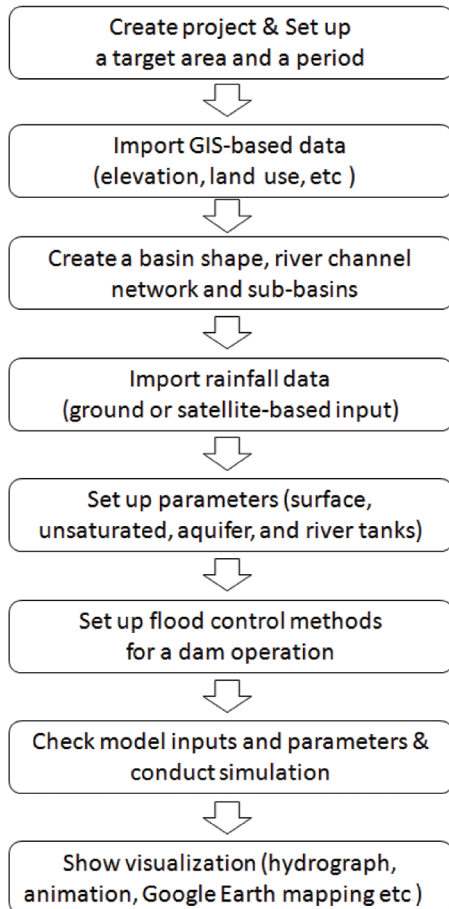 Create project & Set up
a target area and a period
Import GIS-based data
(elevation, land use, etc )
Create a basin shape, river channel
network and sub-basins
Import rainfall data
(ground or satellite-based input)
Set up parameters (surface,
unsaturated, aquifer, and river tanks)
Set up flood control methods
for a dam operation
Check model inputs and parameters &
conduct simulation
Show visualization (hydrograph,
animation, Google Earth mapping etc )